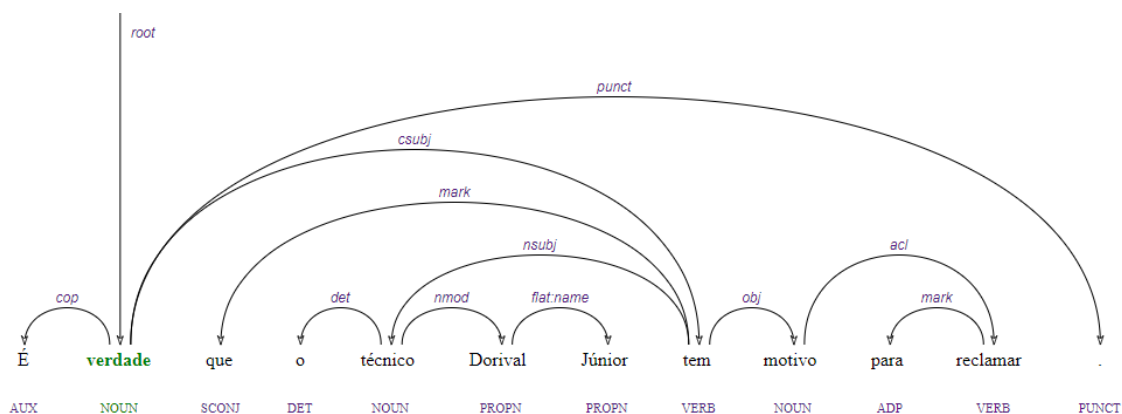 root
punct
csubj
mark
nsubj acl
cop det nmod flat:name obj mark
É verdade que o técnico Dorival Júnior tem motivo para reclamar .
AUX NOUN SCONJ DET NOUN PROPN PROPN VERB NOUN ADP VERB PUNCT